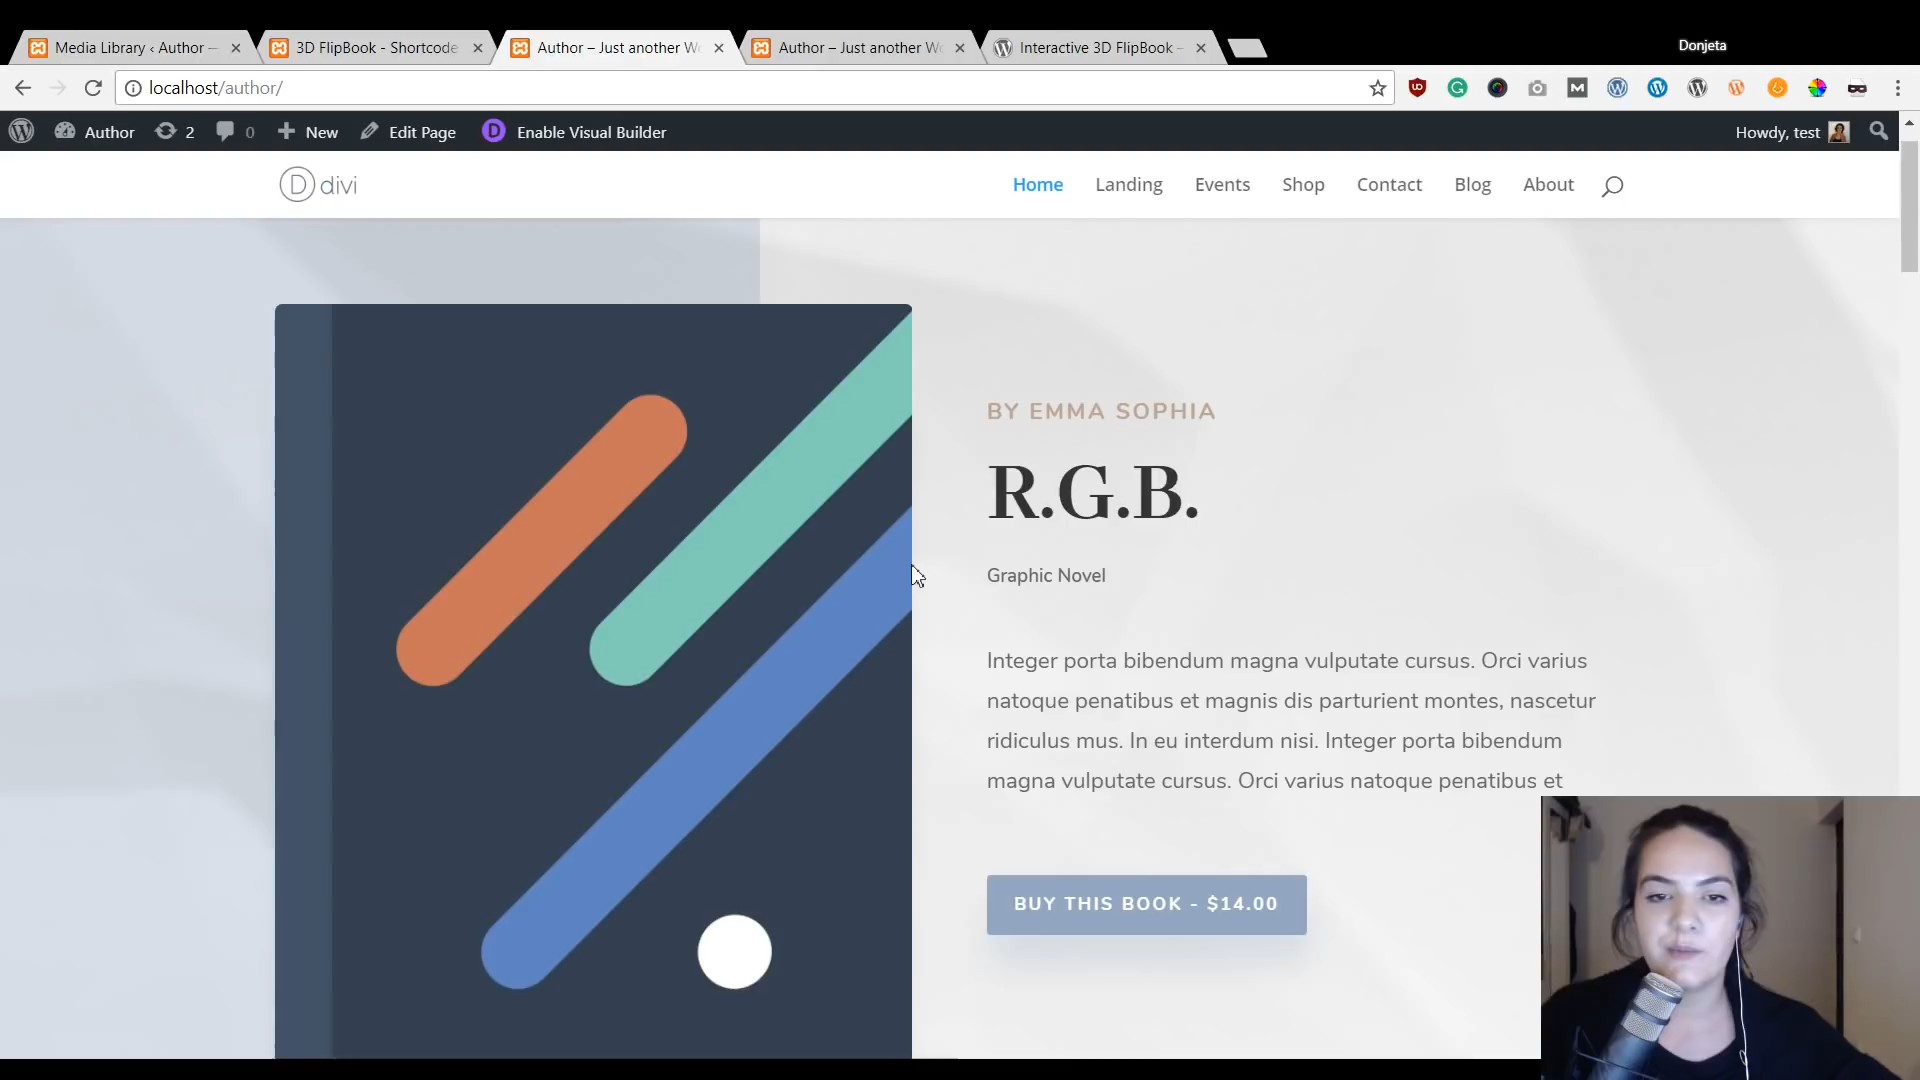 Media Library ‹ Author —
3D FlipBook - Shortcode
Author – Just another Wo
Author – Just another Wo
Interactive 3D FlipBook –
Donjeta
localhost/author/
Author
2
0
New
Edit Page
Enable Visual Builder
Howdy, test
D divi
Home
Landing
Events
Shop
Contact
Blog
About
BY EMMA SOPHIA
R.G.B.
Graphic Novel
Integer porta bibendum magna vulputate cursus. Orci varius
natoque penatibus et magnis dis parturient montes, nascetur
ridiculus mus. In eu interdum nisi. Integer porta bibendum
magna vulputate cursus. Orci varius natoque penatibus et
BUY THIS BOOK - $14.00